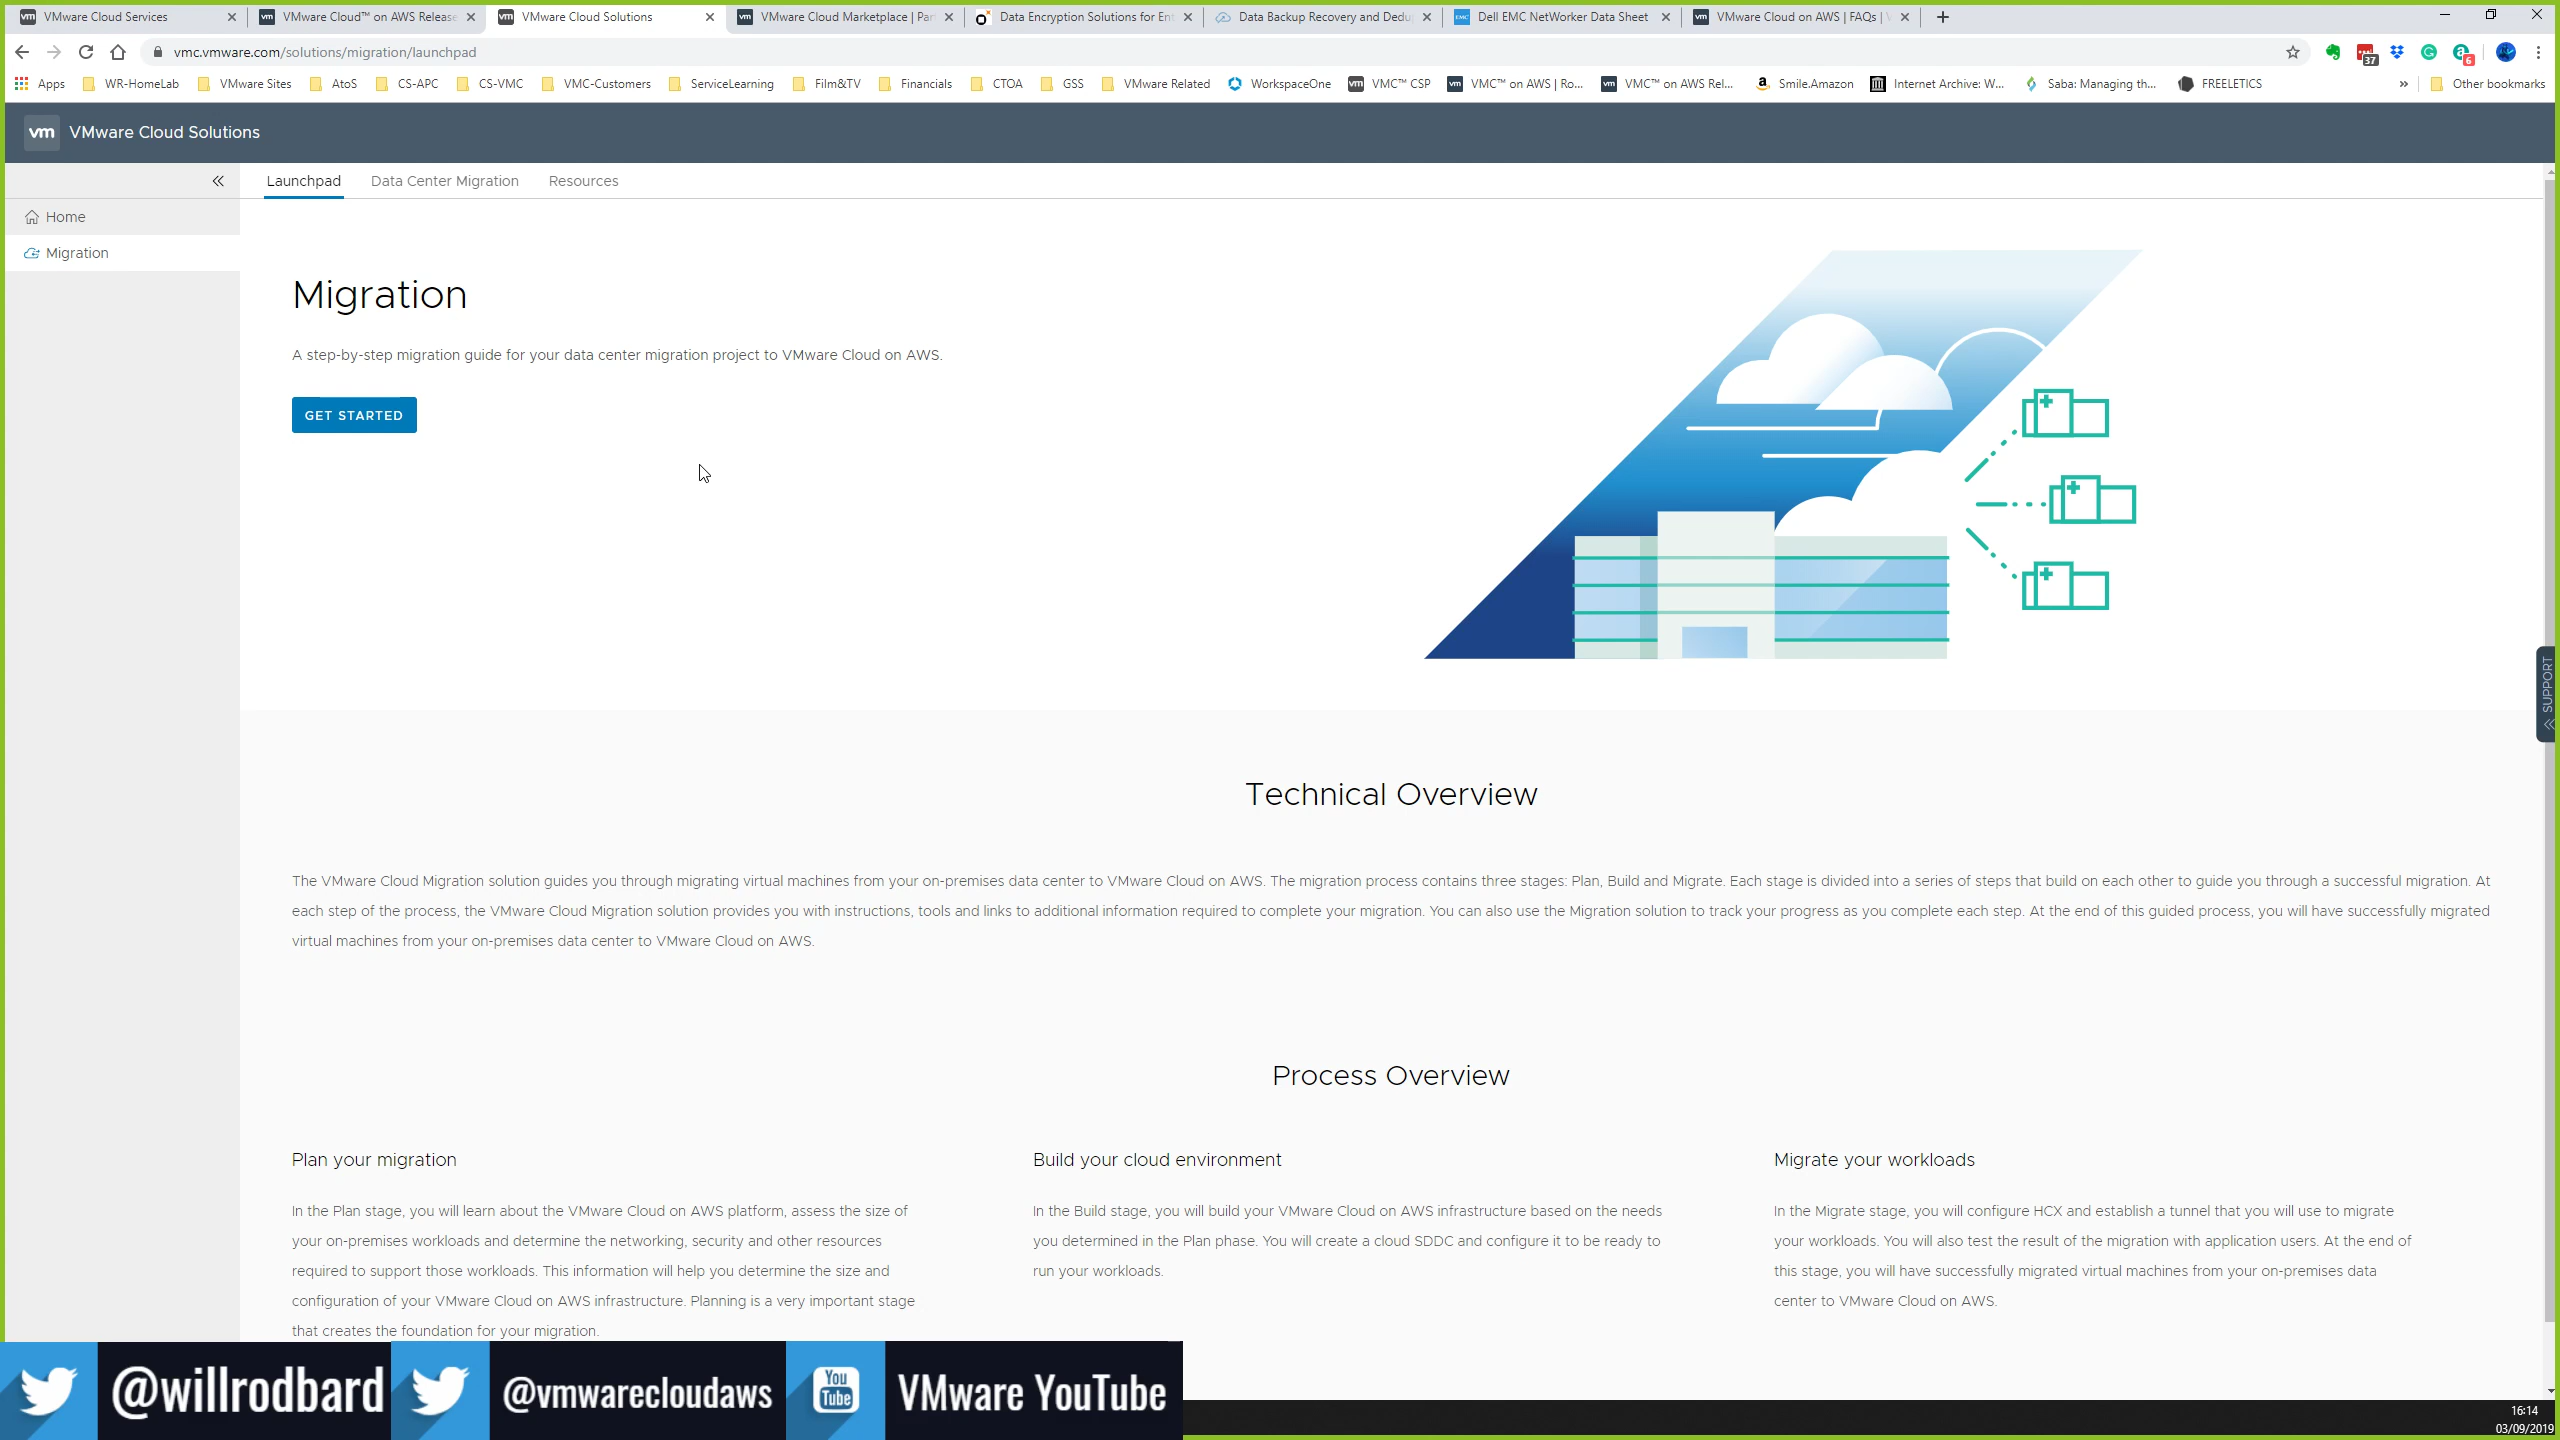 VMware Cloud Services
VMware Cloud™ on AWS Release
VMware Cloud Solutions
VMware Cloud Marketplace | Par
Data Encryption Solutions for Ent
Data Backup Recovery and Dedu
Dell EMC NetWorker Data Sheet
VMware Cloud on AWS | FAQs |
vmc.vmware.com/solutions/migration/launchpad
37
6
Apps
WR-HomeLab
VMware Sites
AtoS
CS-APC
CS-VMC
VMC-Customers
ServiceLearning
Film&TV
Financials
CTOA
GSS
VMware Related
WorkspaceOne
VMC™ CSP
VMC™ on AWS | Ro...
VMC™ on AWS Rel...
Smile.Amazon
Internet Archive: W...
Saba: Managing th...
FREELETICS
»
Other bookmarks
vm VMware Cloud Solutions
Launchpad
Data Center Migration
Resources
Home
Migration
Migration
A step-by-step migration guide for your data center migration project to VMware Cloud on AWS.
GET STARTED
SUPPORT
Technical Overview
The VMware Cloud Migration solution guides you through migrating virtual machines from your on-premises data center to VMware Cloud on AWS. The migration process contains three stages: Plan, Build and Migrate. Each stage is divided into a series of steps that build on each other to guide you through a successful migration. At
each step of the process, the VMware Cloud Migration solution provides you with instructions, tools and links to additional information required to complete your migration. You can also use the Migration solution to track your progress as you complete each step. At the end of this guided process, you will have successfully migrated
virtual machines from your on-premises data center to VMware Cloud on AWS.
Process Overview
Plan your migration
In the Plan stage, you will learn about the VMware Cloud on AWS platform, assess the size of
your on-premises workloads and determine the networking, security and other resources
required to support those workloads. This information will help you determine the size and
configuration of your VMware Cloud on AWS infrastructure. Planning is a very important stage
that creates the foundation for your migration.
Build your cloud environment
In the Build stage, you will build your VMware Cloud on AWS infrastructure based on the needs
you determined in the Plan phase. You will create a cloud SDDC and configure it to be ready to
run your workloads.
Migrate your workloads
In the Migrate stage, you will configure HCX and establish a tunnel that you will use to migrate
your workloads. You will also test the result of the migration with application users. At the end of
this stage, you will have successfully migrated virtual machines from your on-premises data
center to VMware Cloud on AWS.
@willrodbard
@vmwarecloudaws
You
Tube
VMware YouTube
16:14
03/09/2019